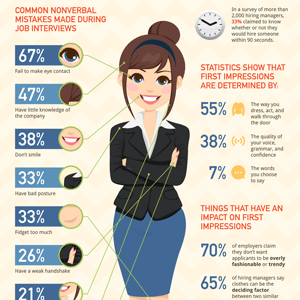 COMMON NONVERBAL
MISTAKES MADE DURING
JOB INTERVIEWS
67%
Fail to make eye contact
47%
Have little knowledge of
the company
38%
Don't smile
33%
Have bad posture
33%
Fidget too much
26%
Have a weak handshake
21%
In a survey of more than
2,000 hiring managers,
33% claimed to know
whether or not they
would hire someone
within 90 seconds.
STATISTICS SHOW THAT
FIRST IMPRESSIONS
ARE DETERMINED BY:
55%
The way you
dress, art, and
walk through the
door
38%
The quality of
your voice,
grammar, and
confidence
7%
The words
you choose
to say
THINGS THAT HAVE AN
IMPACT ON FIRST
IMPRESSIONS
70%
of employers claim
they don't want
applicants to be overly
fashionable or trendy
65%
of hiring managers say
clothes can be the
deciding factor
between two similar